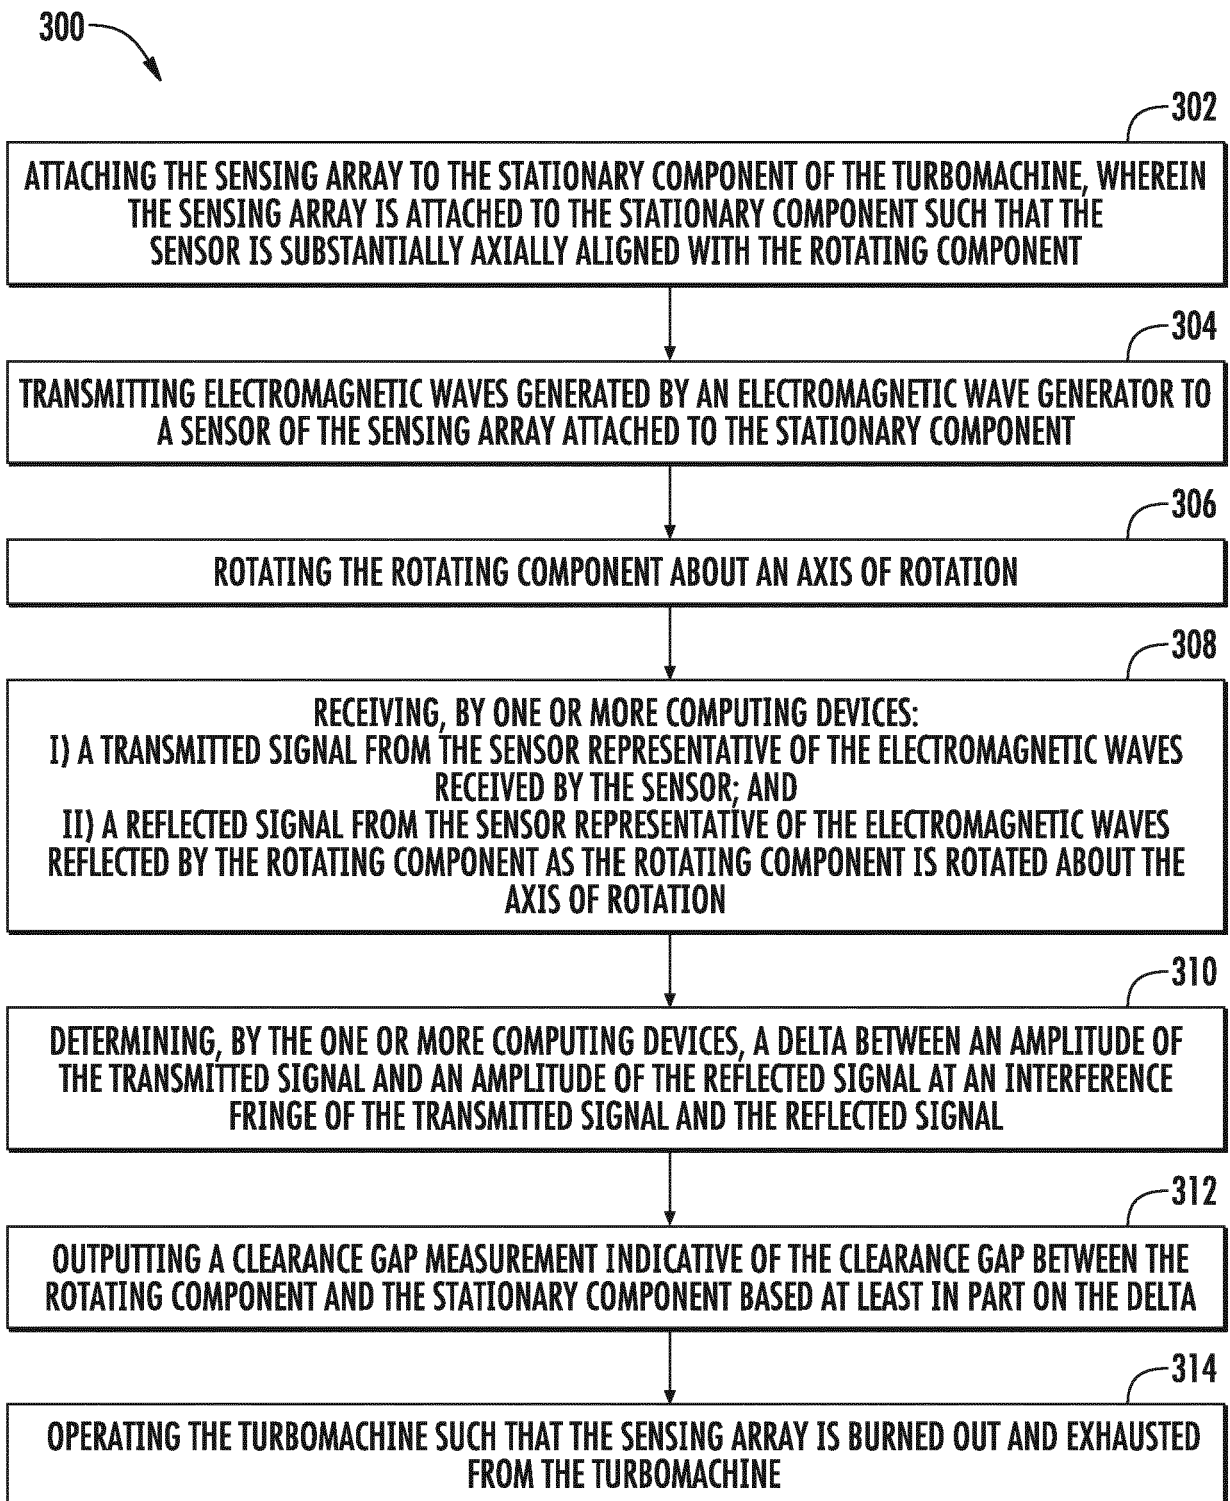 300
302
ATTACHING THE SENSING ARRAY TO THE STATIONARY COMPONENT OF THE TURBOMACHINE, WHEREIN
THE SENSING ARRAY IS ATTACHED TO THE STATIONARY COMPONENT SUCH THAT THE
SENSOR IS SUBSTANTIALLY AXIALLY ALIGNED WITH THE ROTATING COMPONENT
304
TRANSMITTING ELECTROMAGNETIC WAVES GENERATED BY AN ELECTROMAGNETIC WAVE GENERATOR TO
A SENSOR OF THE SENSING ARRAY ATTACHED TO THE STATIONARY COMPONENT
306
ROTATING THE ROTATING COMPONENT ABOUT AN AXIS OF ROTATION
308
RECEIVING, BY ONE OR MORE COMPUTING DEVICES:
I) A TRANSMITTED SIGNAL FROM THE SENSOR REPRESENTATIVE OF THE ELECTROMAGNETIC WAVES
RECEIVED BY THE SENSOR; AND
II) A REFLECTED SIGNAL FROM THE SENSOR REPRESENTATIVE OF THE ELECTROMAGNETIC WAVES
REFLECTED BY THE ROTATING COMPONENT AS THE ROTATING COMPONENT IS ROTATED ABOUT THE
AXIS OF ROTATION
310
DETERMINING, BY THE ONE OR MORE COMPUTING DEVICES, A DELTA BETWEEN AN AMPLITUDE OF
THE TRANSMITTED SIGNAL AND AN AMPLITUDE OF THE REFLECTED SIGNAL AT AN INTERFERENCE
FRINGE OF THE TRANSMITTED SIGNAL AND THE REFLECTED SIGNAL
312
OUTPUTTING A CLEARANCE GAP MEASUREMENT INDICATIVE OF THE CLEARANCE GAP BETWEEN THE
ROTATING COMPONENT AND THE STATIONARY COMPONENT BASED AT LEAST IN PART ON THE DELTA
314
OPERATING THE TURBOMACHINE SUCH THAT THE SENSING ARRAY IS BURNED OUT AND EXHAUSTED
FROM THE TURBOMACHINE